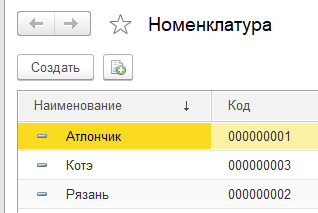 Номенклатура
Создать
Наименование ↓ Код
Атлончик 000000001
Котэ 000000003
Рязань 000000002